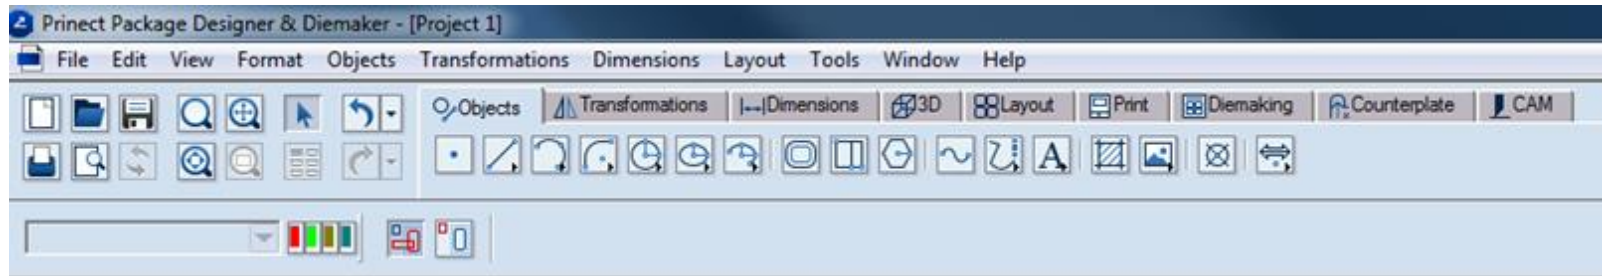 Prinect Package Designer & Diemaker - [Project 1]
File Edit View Format Objects Transformations Dimensions Layout Tools Window Help
Objects Transformations Dimensions 3D Layout Print Diemaking Counterplate CAM
A